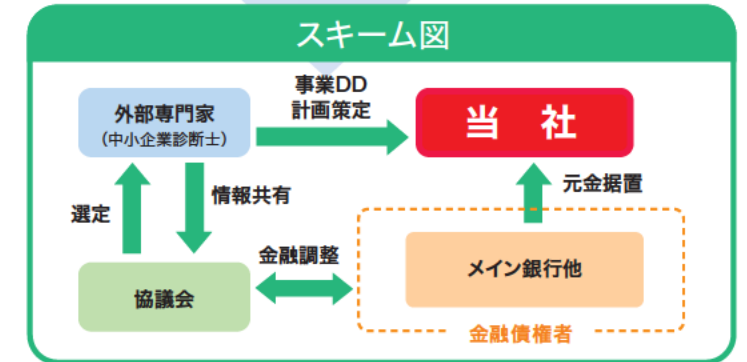 スキーム図
外部専門家
（中小企業診断士）
事業DD
計画策定
当　社
選定
情報共有
元金据置
協議会
金融調整
メイン銀行他
金融債権者